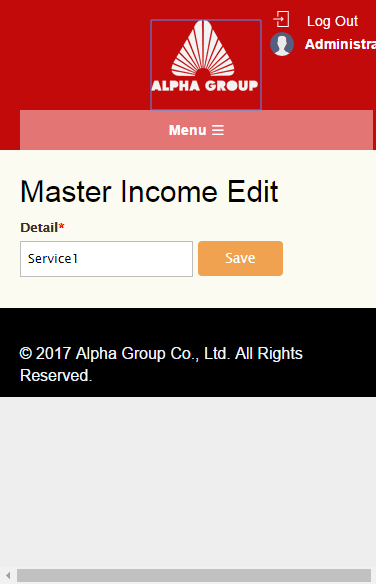 Log Out
Administra
ALPHA GROUP
Menu
Master Income Edit
Detail*
Service1
Save
© 2017 Alpha Group Co., Ltd. All Rights
Reserved.